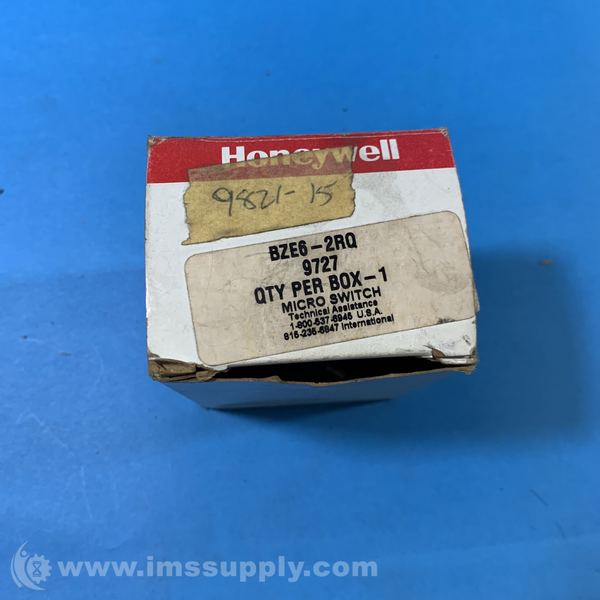 Honeywell
9821-15
BZE6-2RQ
9727
QTY PER BOX-1
MICRO SWITCH
Technical Assistance
1-800-537-6945 U.S.A.
815-235-6847 International
www.imssupply.com